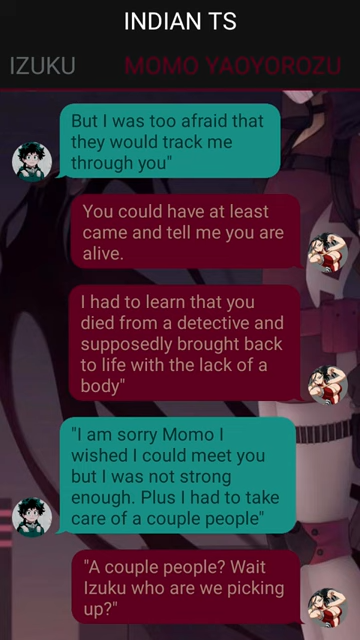 INDIAN TS
IZUKU MOMO YAOYOROZU
But I was too afraid that
they would track me
through you"
You could have at least
came and tell me you are
alive.
I had to learn that you
died from a detective and
supposedly brought back
to life with the lack of a
body"
"I am sorry Momo I
wished I could meet you
but I was not strong
enough. Plus I had to take
care of a couple people"
"A couple people? Wait
Izuku who are we picking
up?"